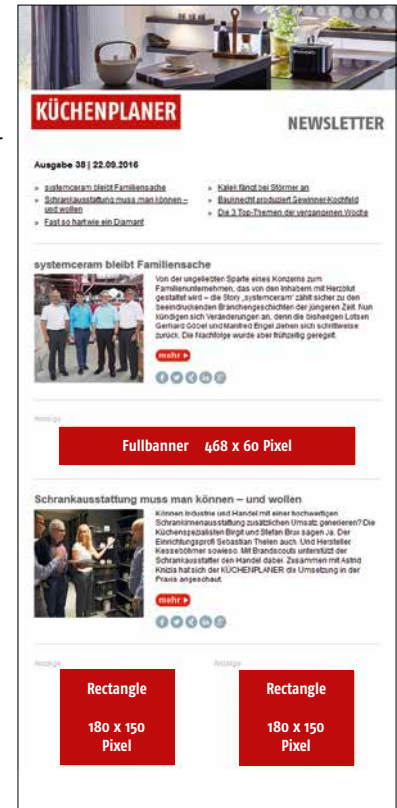 KÜCHENPLANER
NEWSLETTER
Ausgabe 38 | 22.09.2016
» systemceram bleibt Familiensache
» Schrankausstattung muss man können –
und wollen
» Fast so hart wie ein Diamant
» Kalek fängt bei Störmer an
» Bauknecht produziert Gewinner-Kochfeld
» Die 3 Top-Themen der vergangenen Woche
systemceram bleibt Familiensache
Von der ungeliebten Sparte eines Konzerns zum
Familienunternehmen, das von den Inhabern mit Herzblut
gestaltet wird – die Story „systemceram“ zählt sicher zu den
beeindruckenden Branchengeschichten der jüngeren Zeit. Nun
kündigen sich Veränderungen an, denn die bisherigen Lotsen
Gerhard Göbel und Manfred Engel ziehen sich schrittweise
zurück. Die Nachfolge wurde aber frühzeitig geregelt.
mehr
Anzeige
Fullbanner 468 x 60 Pixel
Schrankausstattung muss man können – und wollen
Können Industrie und Handel mit einer hochwertigen
Schrankinnenausstattung zusätzlichen Umsatz generieren? Die
Küchenspezialisten Birgit und Stefan Brax sagen Ja. Der
Einrichtungsprofi Sebastian Thelen auch. Und Hersteller
Kesseböhmer sowieso. Mit Brandscouts unterstützt der
Schrankausstatter den Handel dabei. Zusammen mit Astrid
Knizia hat sich der KÜCHENPLANER die Umsetzung in der
Praxis angeschaut.
mehr
Anzeige
Anzeige
Rectangle
180 x 150
Pixel
Rectangle
180 x 150
Pixel